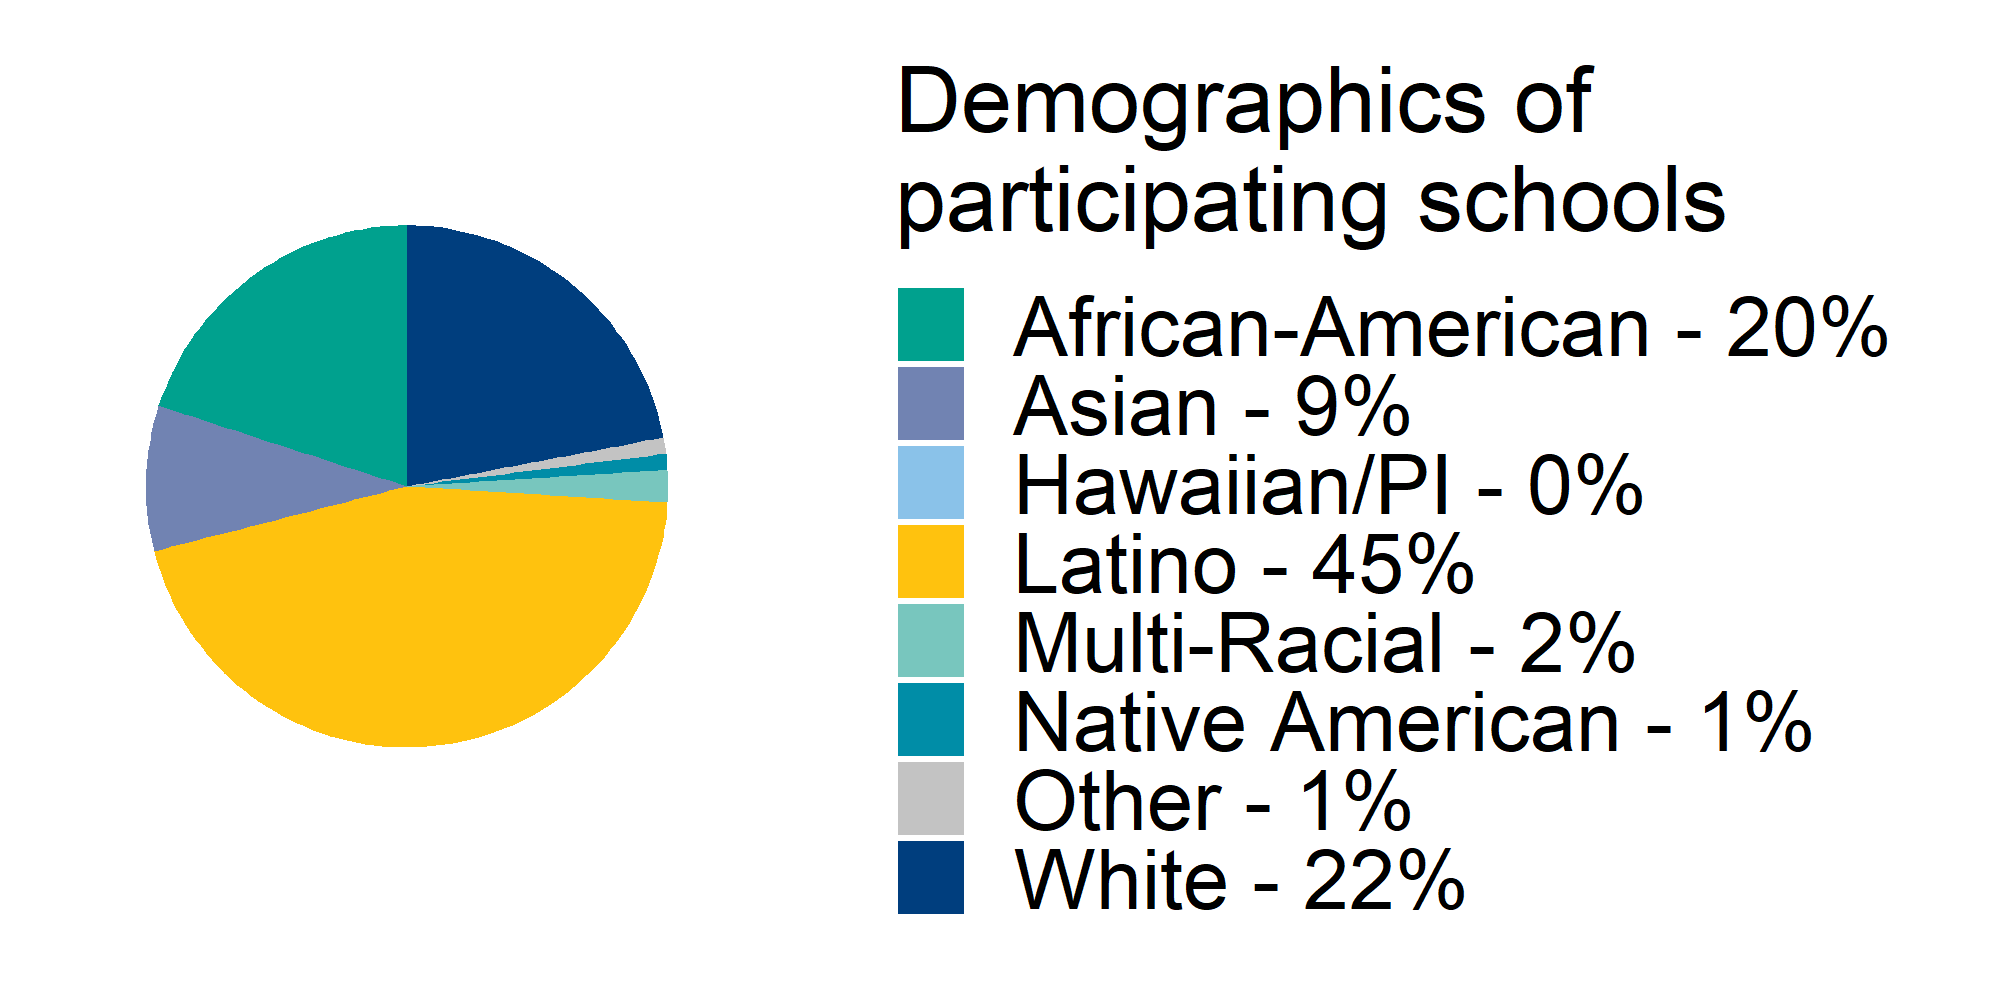 Demographics of
participating schools
African-American - 20%
Asian - 9%
Hawaiian/PI - 0%
Latino - 45%
Multi-Racial - 2%
Native American - 1%
Other - 1%
White - 22%